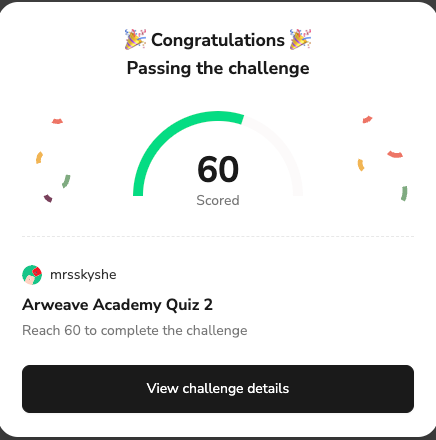 🎉 Congratulations 🎉
Passing the challenge
60
Scored
mrsskyshe
Arweave Academy Quiz 2
Reach 60 to complete the challenge
View challenge details